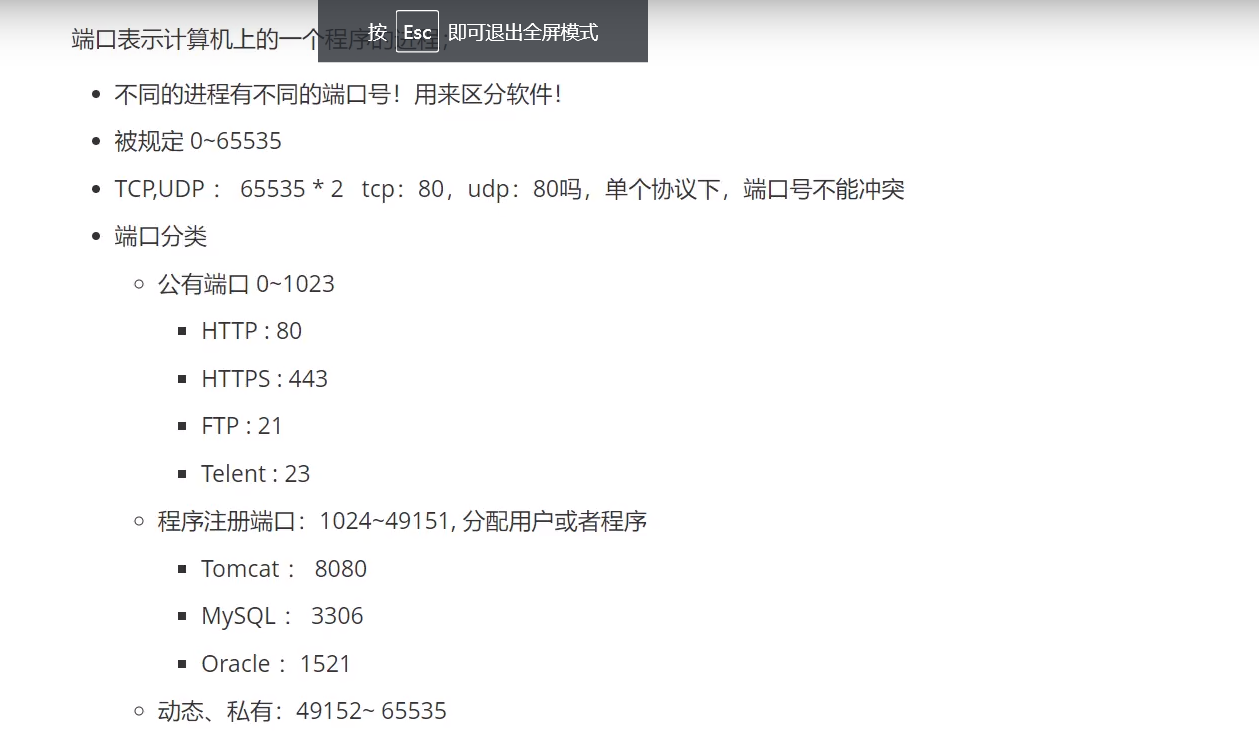 按 Esc 即可退出全屏模式
端口表示计算机上的一个程序的进程；
不同的进程有不同的端口号！用来区分软件！
被规定 0~65535
TCP,UDP： 65535 * 2 tcp：80，udp：80吗，单个协议下，端口号不能冲突
端口分类
公有端口 0~1023
HTTP : 80
HTTPS : 443
FTP : 21
Telent : 23
程序注册端口：1024~49151, 分配用户或者程序
Tomcat： 8080
MySQL： 3306
Oracle：1521
动态、私有：49152~ 65535